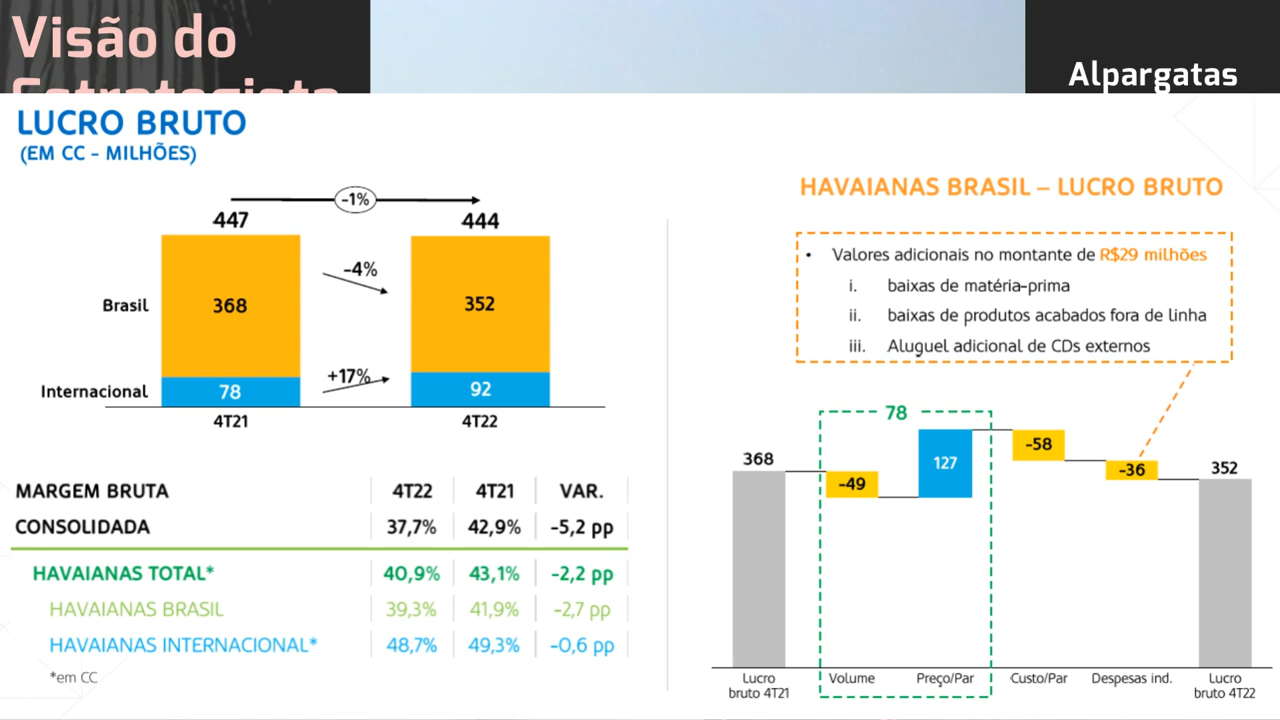 Visão do
Estrategista
Alpargatas
LUCRO BRUTO
(EM CC - MILHÕES)
-1%
447
444
-4%
Brasil
368
352
+17%
Internacional
78
92
4T21
4T22
MARGEM BRUTA 4T22 4T21 VAR.
CONSOLIDADA 37,7% 42,9% -5,2 pp
HAVAIANAS TOTAL* 40,9% 43,1% -2,2 pp
HAVAIANAS BRASIL 39,3% 41,9% -2,7 pp
HAVAIANAS INTERNACIONAL* 48,7% 49,3% -0,6 pp
*em CC
HAVAIANAS BRASIL – LUCRO BRUTO
• Valores adicionais no montante de R$29 milhões
i. baixas de matéria-prima
ii. baixas de produtos acabados fora de linha
iii. Aluguel adicional de CDs externos
78
368
-49
127
-58
-36
352
Lucro
bruto 4T21
Volume
Preço/Par
Custo/Par
Despesas ind.
Lucro
bruto 4T22